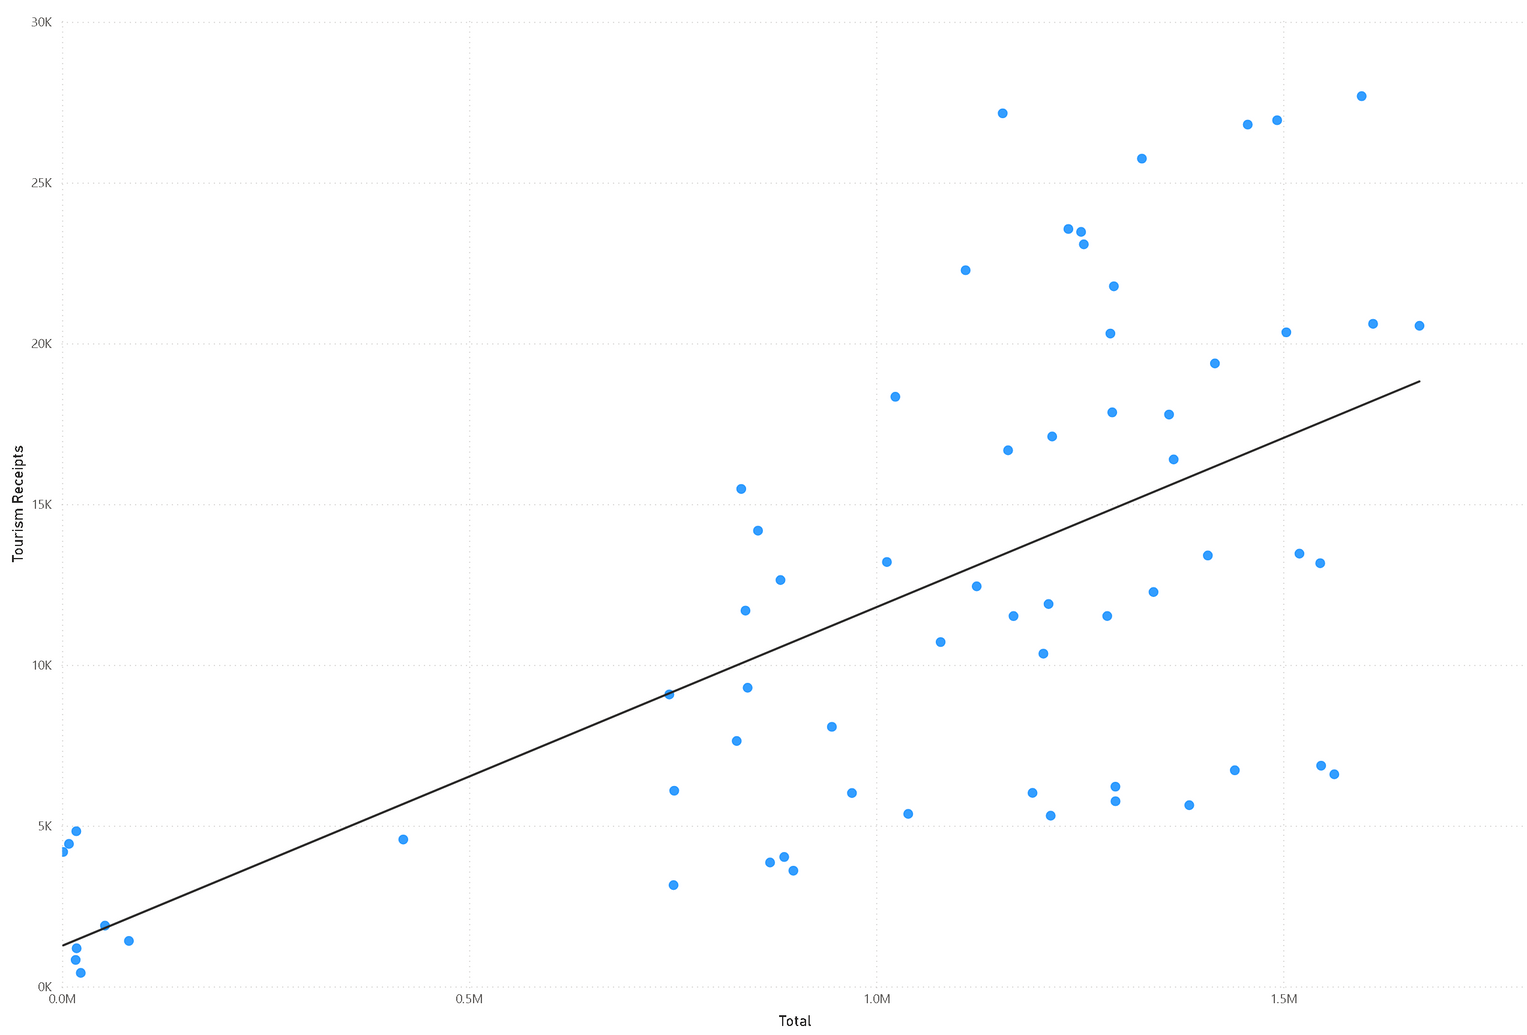 30K
25K
20K
15K
10K
5K
0K
Tourism Receipts
0.0M 0.5M 1.0M 1.5M
Total